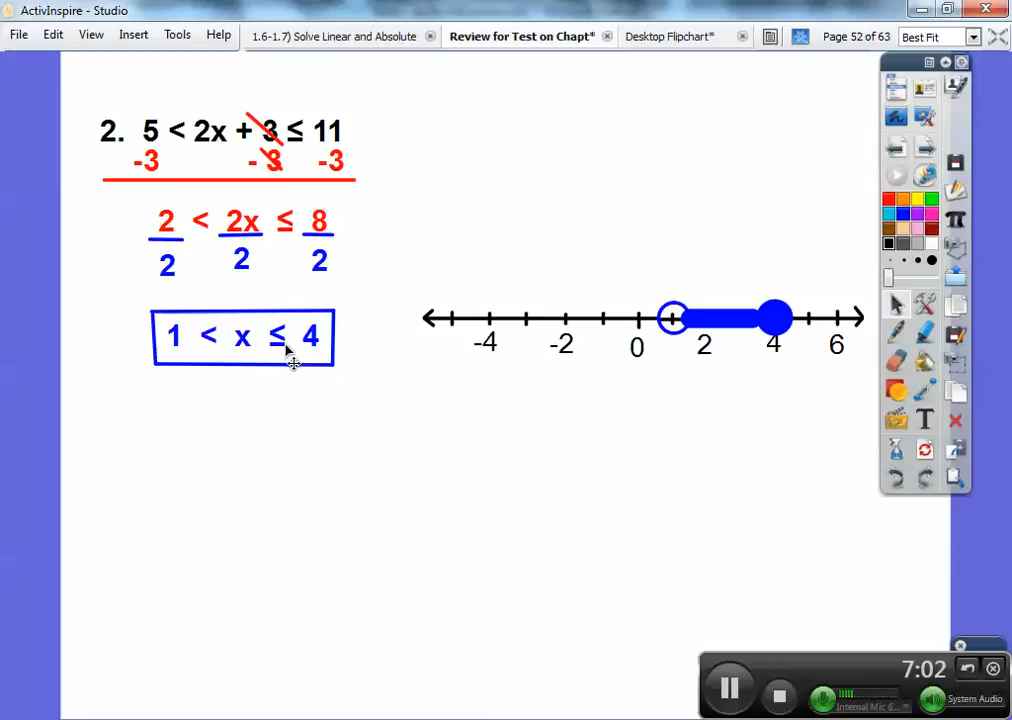 ActivInspire - Studio
File Edit View Insert Tools Help 1.6-1.7) Solve Linear and Absolute Review for Test on Chapt* Desktop Flipchart* Page 52 of 63 Best Fit
2. 5 < 2x + 3 ≤ 11
-3 - 3 -3
2 < 2x ≤ 8
2 2 2
1 < x ≤ 4
-4 -2 0 2 4 6
π
T
7:02
Internal Mic (I... System Audio